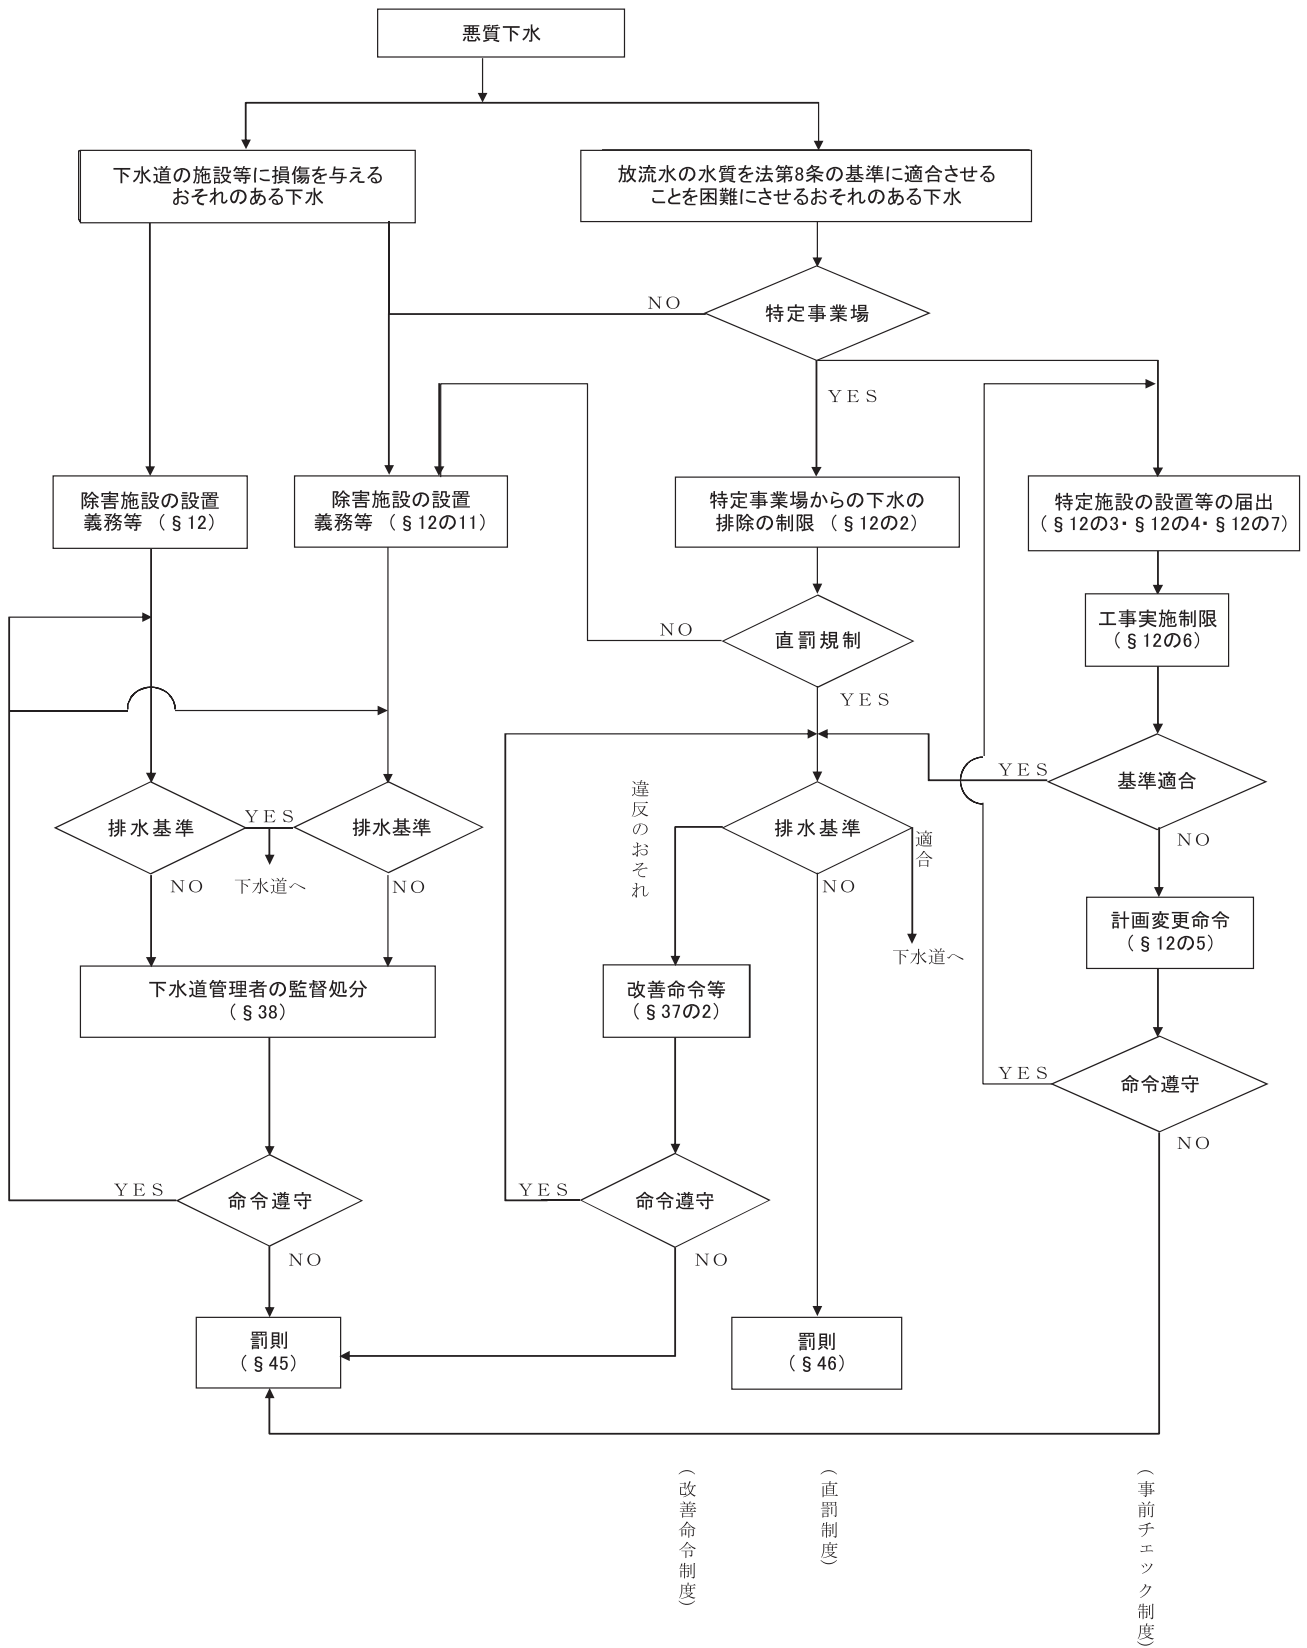 悪質下水
下水道の施設等に損傷を与える
おそれのある下水
放流水の水質を法第8条の基準に適合させる
ことを困難にさせるおそれのある下水
NO
特定事業場
YES
除害施設の設置
義務等（§12）
除害施設の設置
義務等（§12の11）
特定事業場からの下水の
排除の制限（§12の2）
特定施設の設置等の届出
（§12の3・§12の4・§12の7）
工事実施制限
（§12の6）
NO
直罰規制
YES
YES
基準適合
NO
排水基準
YES
排水基準
NO
下水道へ
NO
違反のおそれ
排水基準
適合
NO
下水道へ
計画変更命令
（§12の5）
下水道管理者の監督処分
（§38）
改善命令等
（§37の2）
YES
命令遵守
NO
YES
命令遵守
NO
YES
命令遵守
NO
罰則
（§45）
罰則
（§46）
（改善命令制度）
（直罰制度）
（事前チェック制度）